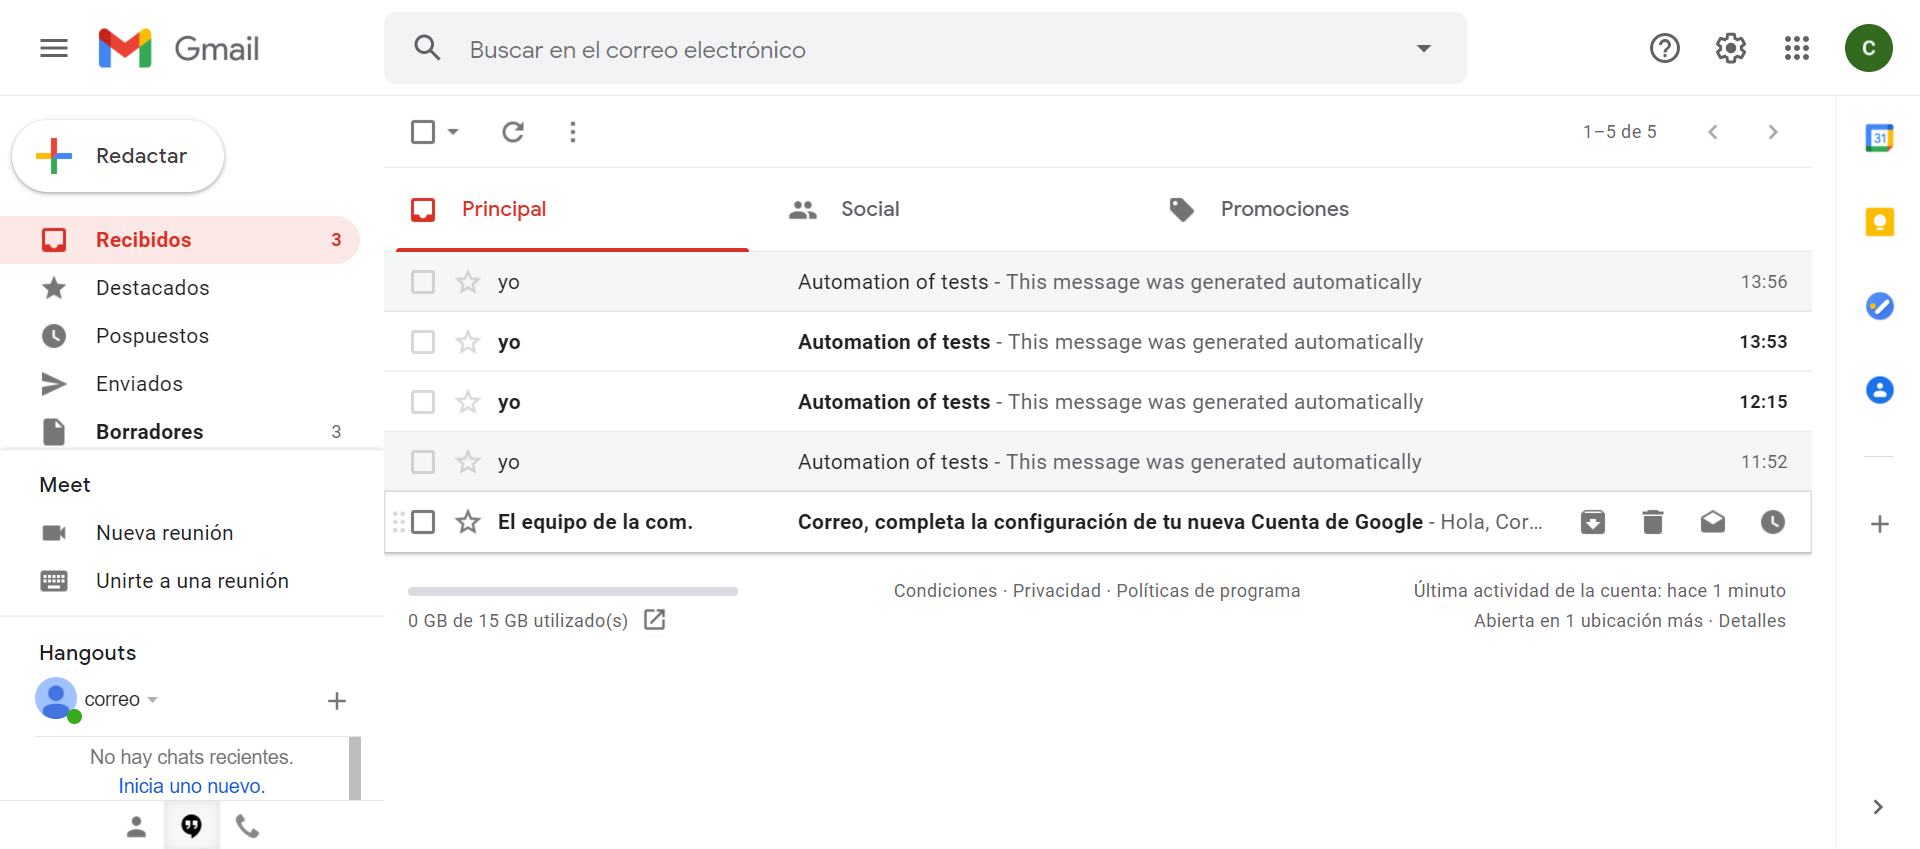 Gmail
Buscar en el correo electrónico
C
Redactar
1–5 de 5
31
Principal
Social
Promociones
Recibidos 3
Destacados
Pospuestos
Enviados
Borradores 3
yo Automation of tests - This message was generated automatically 13:56
yo Automation of tests - This message was generated automatically 13:53
yo Automation of tests - This message was generated automatically 12:15
yo Automation of tests - This message was generated automatically 11:52
El equipo de la com. Correo, completa la configuración de tu nueva Cuenta de Google - Hola, Cor…
Meet
Nueva reunión
Unirte a una reunión
0 GB de 15 GB utilizado(s)
Condiciones · Privacidad · Políticas de programa
Última actividad de la cuenta: hace 1 minuto
Abierta en 1 ubicación más · Detalles
Hangouts
correo
No hay chats recientes.
Inicia uno nuevo.